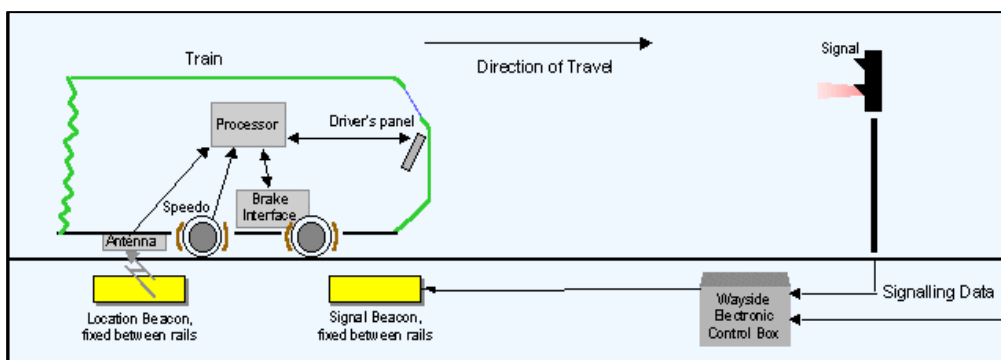 Train
Direction of Travel
Signal
Processor
Driver's panel
Speedo
Brake
Interface
Antenna
Location Beacon,
fixed between rails
Signal Beacon,
fixed between rails
Wayside
Electronic
Control Box
Signalling Data